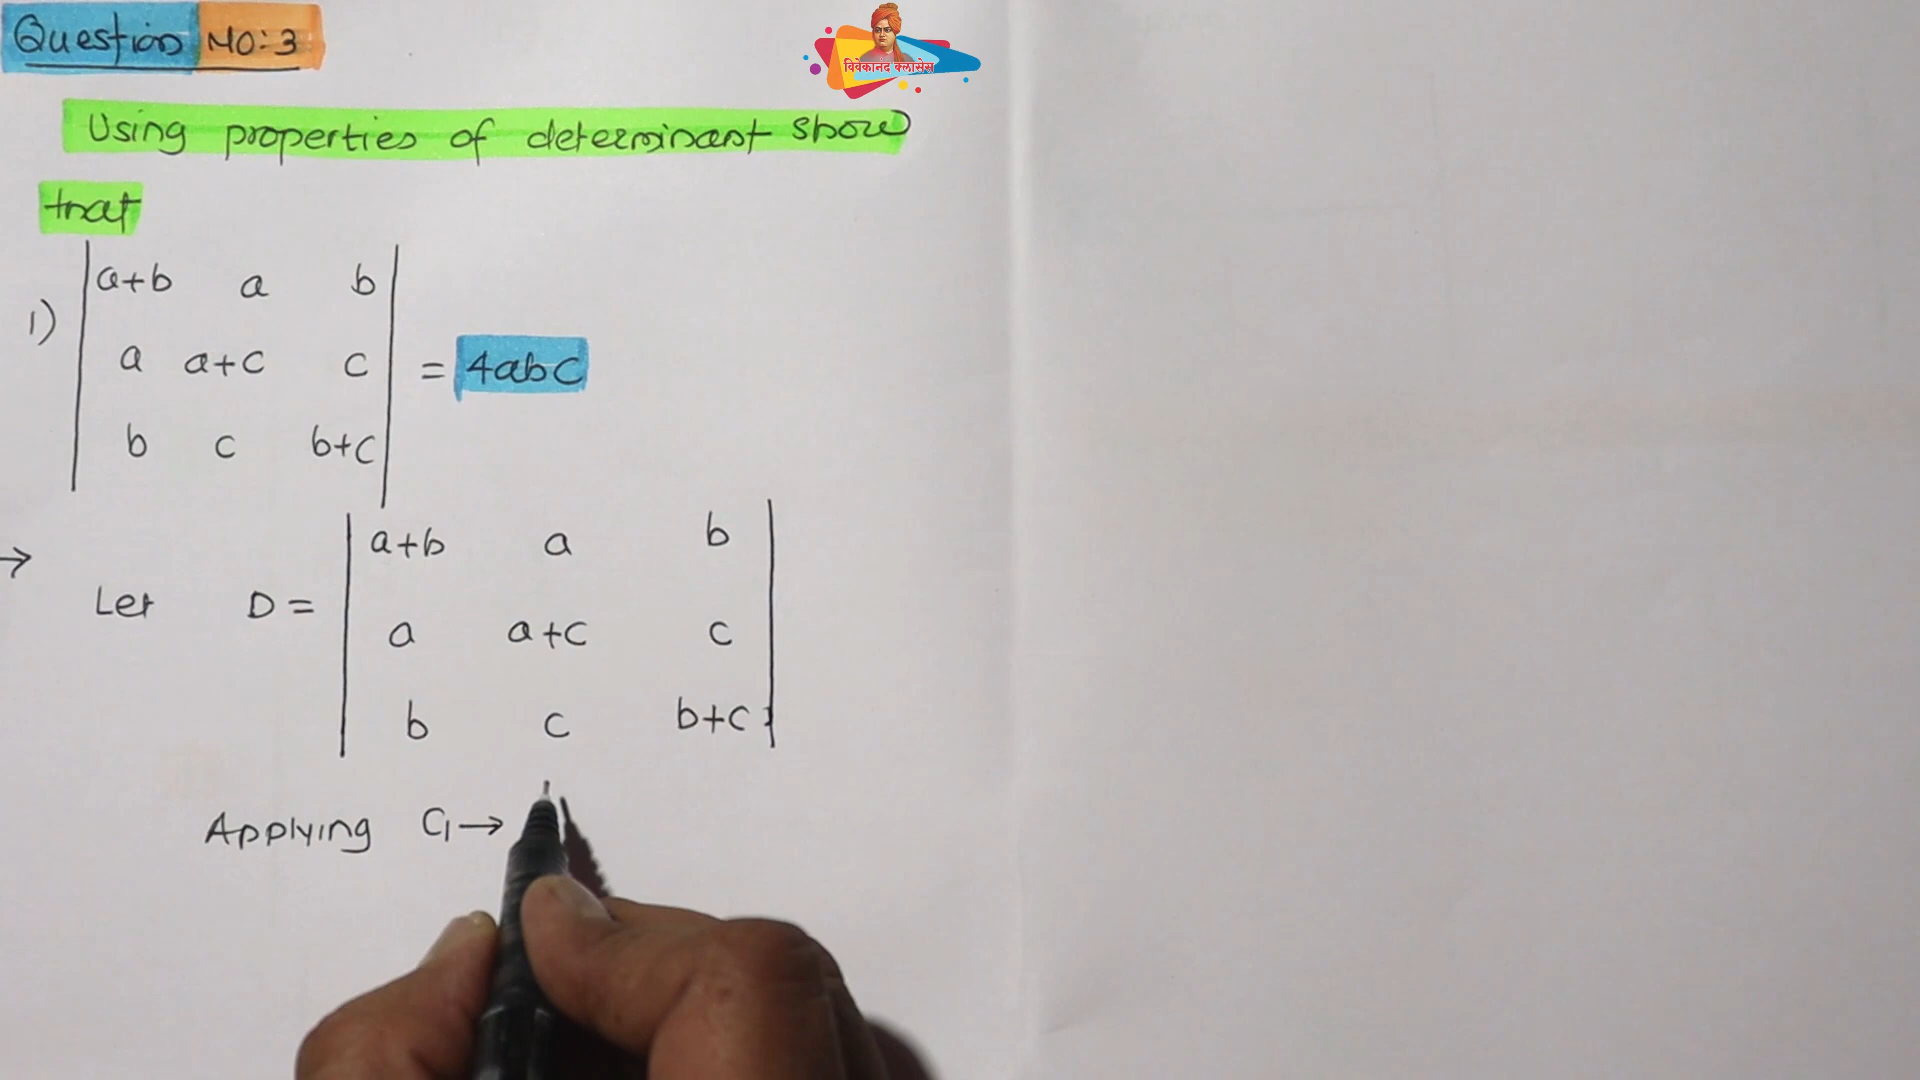 Question NO: 3
विवेकानंद क्लासेस
Using properties of determinant show
that
1) | a+b a b |
| a a+c c | = 4abc
| b c b+c |
→ Let D = | a+b a b |
| a a+c c |
| b c b+c |
Applying C1 →